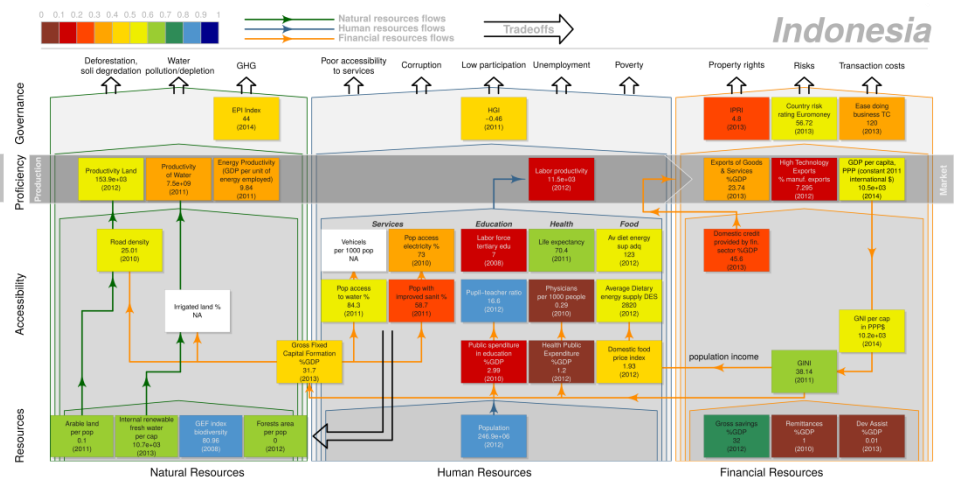 0 0.1 0.2 0.3 0.4 0.5 0.6 0.7 0.8 0.9 1
Natural resources flows
Human resources flows
Financial resources flows
Tradeoffs
Indonesia
Deforestation,
soli degredation
Water
pollution/depletion
GHG
Poor accessibility
to services
Corruption
Low participation
Unemployment
Poverty
Property rights
Risks
Transaction costs
Governance
EPI Index
44
(2014)
HGI
−0.46
(2011)
IPRI
4.8
(2013)
Country risk
rating Euromoney
56.72
(2013)
Ease doing
business TC
120
(2013)
Proficiency
Production
Productivity Land
153.9e+03
(2012)
Productivity
of Water
7.5e+09
(2011)
Energy Productivity
(GDP per unit of
energy employed)
9.84
(2011)
Labor productivity
11.5e+03
(2012)
Exports of Goods
& Services
%GDP
23.74
(2013)
High Technology
Exports
% manuf. exports
7.295
(2012)
GDP per capita,
PPP (constant 2011
international $)
10.5e+03
(2014)
Market
Accessibility
Services
Education
Health
Food
Road density
25.01
(2010)
Vehicels
per 1000 pop
NA
Pop access
electricity %
73
(2010)
Labor force
tertiary edu
7
(2008)
Life expectancy
70.4
(2011)
Av diet energy
sup adq
123
(2012)
Domestic credit
provided by fin.
sector %GDP
45.6
(2013)
Irrigated land %
NA
Pop access
to water %
84.3
(2011)
Pop with
improved sanit %
58.7
(2011)
Pupil−teacher ratio
16.6
(2012)
Physicians
per 1000 people
0.29
(2010)
Average Dietary
energy supply DES
2820
(2012)
GNI per cap
in PPP$
10.2e+03
(2014)
Gross Fixed
Capital Formation
%GDP
31.7
(2013)
Public spenditure
in education
%GDP
2.99
(2010)
Health Public
Expenditure
%GDP
1.2
(2012)
Domestic food
price index
1.93
(2012)
population income
GINI
38.14
(2011)
Resources
Arable land
per pop
0.1
(2011)
Internal renewable
fresh water
per cap
10.7e+03
(2013)
GEF index
biodiversity
80.96
(2008)
Forests area
per pop
0
(2012)
Population
246.9e+06
(2012)
Gross savings
%GDP
32
(2012)
Remittances
%GDP
1
(2010)
Dev Assist
%GDP
0.01
(2013)
Natural Resources
Human Resources
Financial Resources